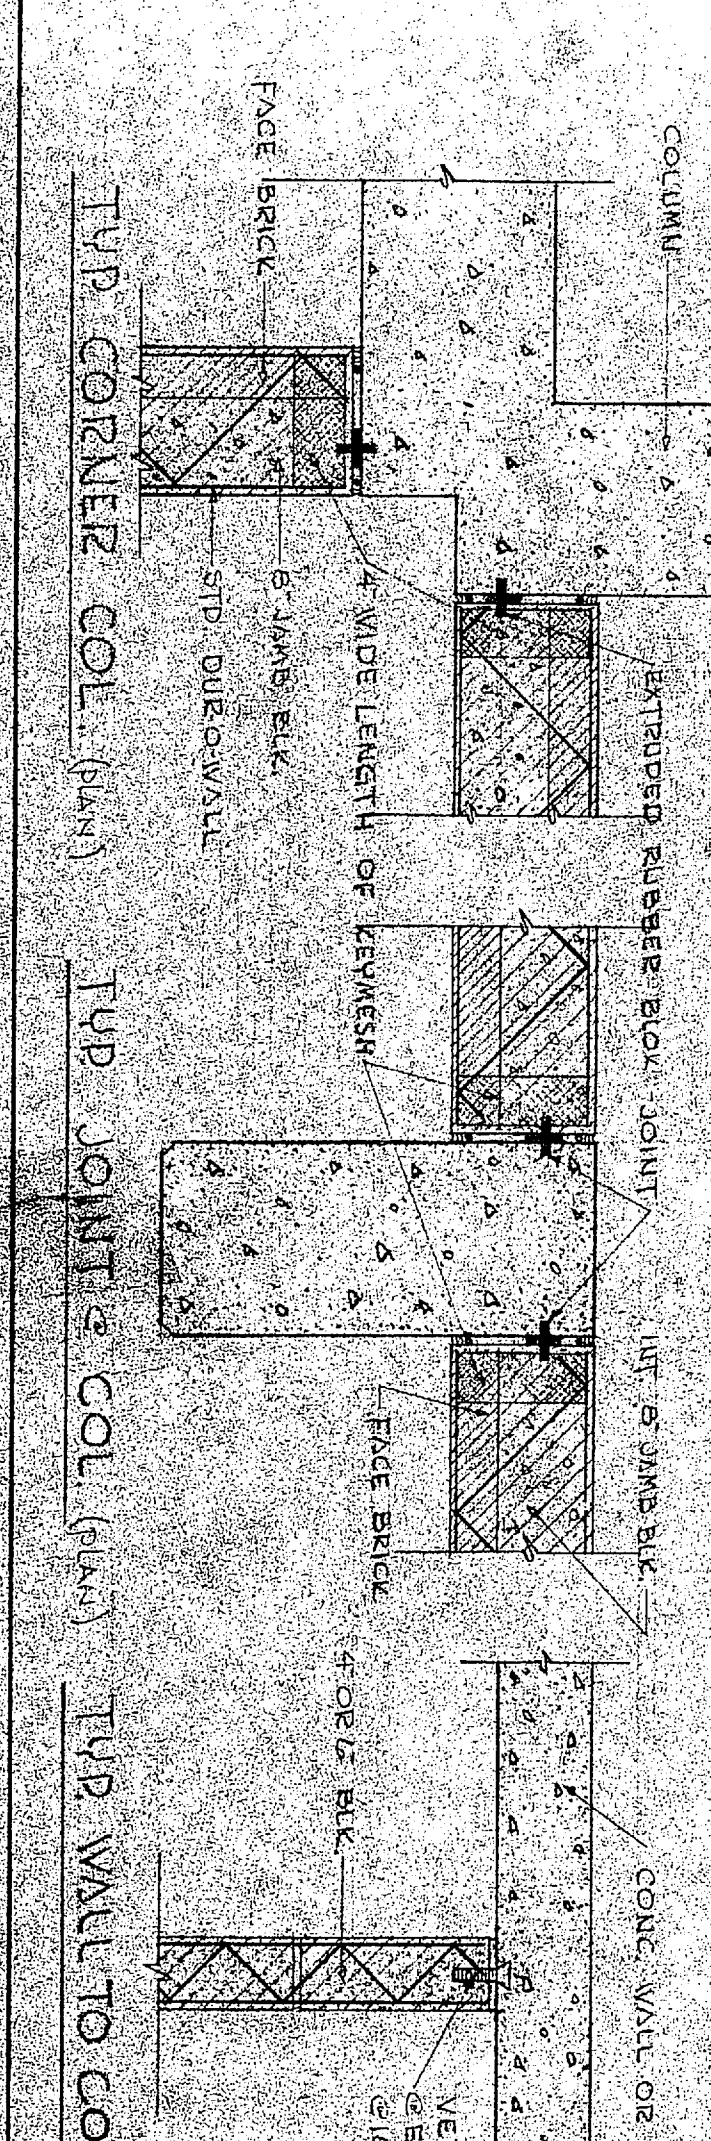 COLUMN
FACE BRICK
EXTRUDED RUBBER BLOK JOINT
4" WIDE LENGTH OF KEYMESH
8" JAMB BLK.
STD. DUR-O-WALL
TYP CORNER COL. (PLAN)
INT 8" JAMB BLK.
FACE BRICK
TYP JOINT @ COL. (PLAN)
CONC WALL OR
4" OR 6" BLK.
VE
@ E
TYP. WALL TO CO